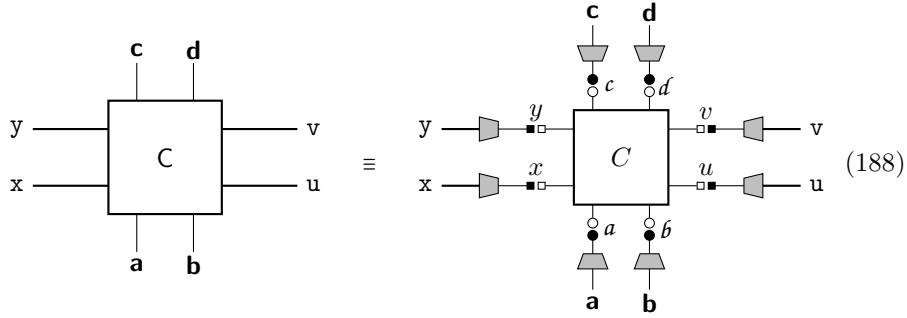 c d c d
c d
y y v y v
C ≡ C (188)
x x u x u
a b
a b a b